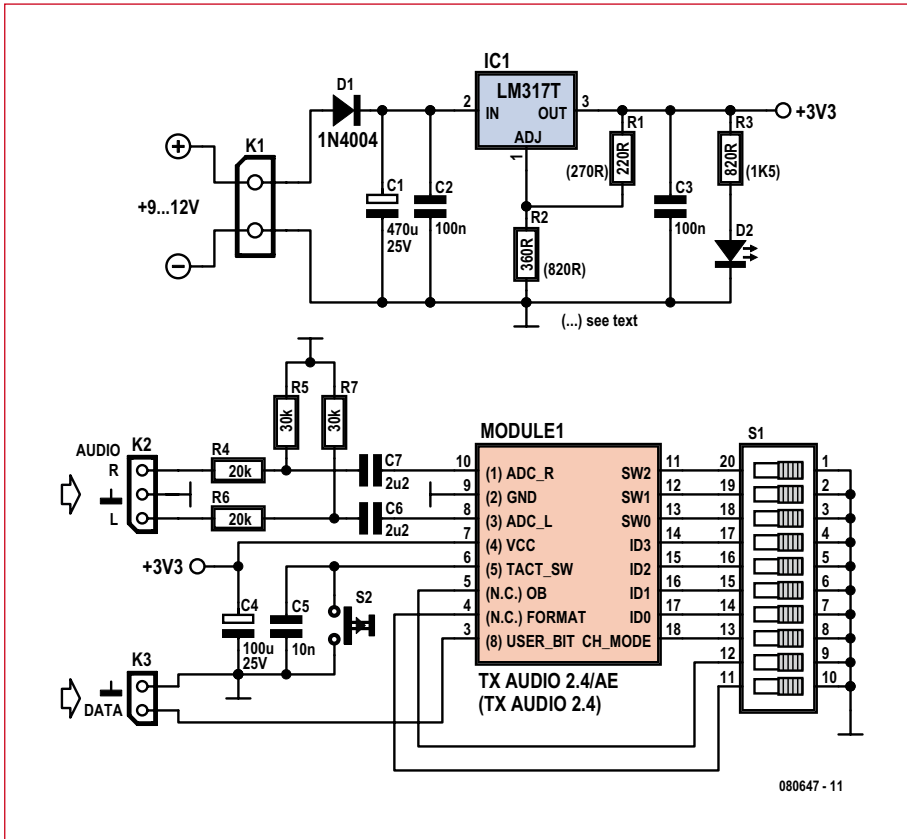 IC1
D1
LM317T
2
IN
OUT
3
ADJ
1
+3V3
1N4004
K1
+9...12V
C1
470u
25V
C2
100n
R1
220R
(270R)
R2
360R
(820R)
C3
100n
R3
820R
(1K5)
D2
(...) see text
R5
30k
R7
30k
AUDIO
K2
R
L
R4
20k
R6
20k
C7
2u2
C6
2u2
+3V3
C4
100u
25V
C5
10n
S2
K3
DATA
MODULE1
10 (1) ADC_R SW2 11
9 (2) GND SW1 12
8 (3) ADC_L SW0 13
7 (4) VCC ID3 14
6 (5) TACT_SW ID2 15
5 (N.C.) OB ID1 16
4 (N.C.) FORMAT ID0 17
3 (8) USER_BIT CH_MODE 18
TX AUDIO 2.4/AE
(TX AUDIO 2.4)
S1
20 1
19 2
18 3
17 4
16 5
15 6
14 7
13 8
12 9
11 10
080647 - 11